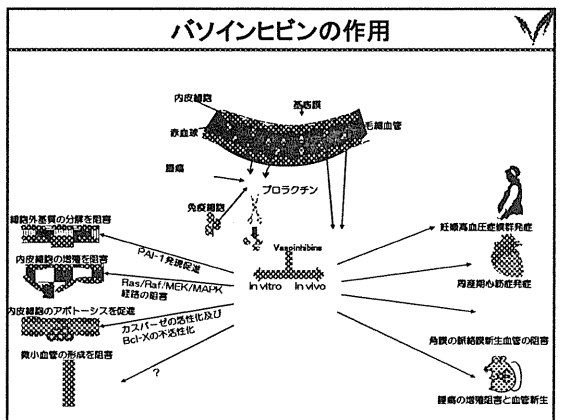 バソインヒビンの作用
内皮細胞
基底膜
赤血球
毛細血管
腫瘍
プロラクチン
免疫細胞
細胞外基質の分解を阻容
妊娠高血圧症候群発症
PAI-1発現促進
Vasoinhibins
内皮細胞の増殖を阻容
Ras/Raf/MEK/MAPK
経路の阻容
In vitro
In vivo
周産期心筋症発症
内皮細胞のアポトーシスを促進
カスパーゼの活性化及び
Bcl-Xの不活性化
微小血管の形成を阻容
?
角膜の脈絡膜新生血管の阻容
腫瘍の増殖阻容と血管新生